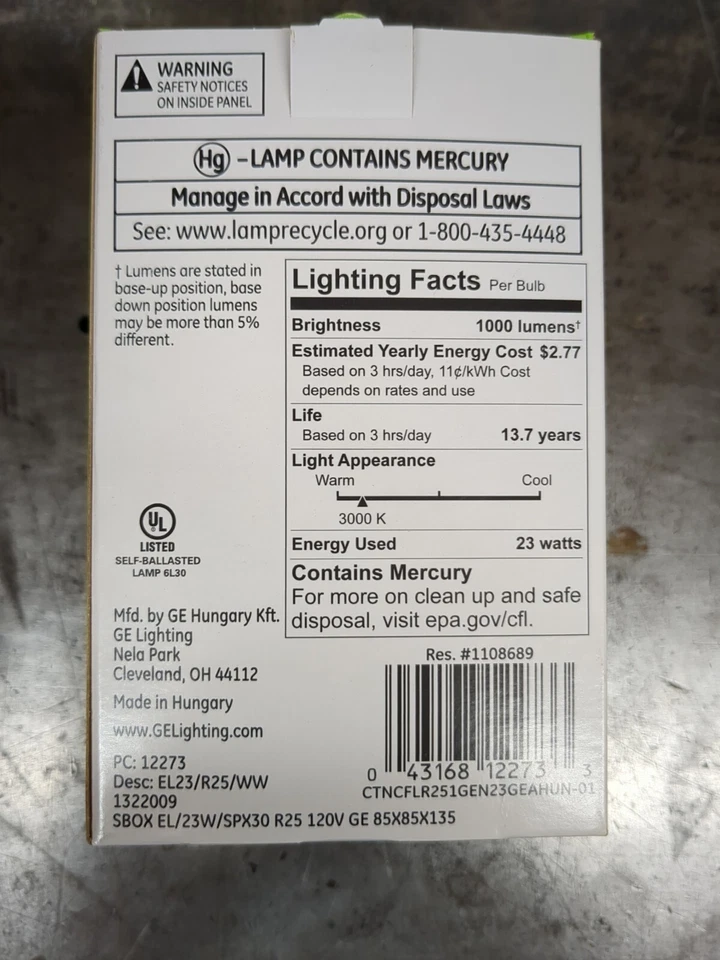 WARNING
SAFETY NOTICES
ON INSIDE PANEL
Hg -LAMP CONTAINS MERCURY
Manage in Accord with Disposal Laws
See: www.lamprecycle.org or 1-800-435-4448
† Lumens are stated in
base-up position, base
down position lumens
may be more than 5%
different.
Lighting Facts Per Bulb
Brightness 1000 lumens†
Estimated Yearly Energy Cost $2.77
Based on 3 hrs/day, 11¢/kWh Cost
depends on rates and use
Life
Based on 3 hrs/day 13.7 years
Light Appearance
Warm Cool
3000 K
Energy Used 23 watts
Contains Mercury
For more on clean up and safe
disposal, visit epa.gov/cfl.
UL
LISTED
SELF-BALLASTED
LAMP 6L30
Mfd. by GE Hungary Kft.
GE Lighting
Nela Park
Cleveland, OH 44112
Made in Hungary
www.GELighting.com
PC: 12273
Desc: EL23/R25/WW
1322009
SBOX EL/23W/SPX30 R25 120V GE 85X85X135
Res. #1108689
0 43168 12273 3
CTNCFLR251GEN23GEAHUN-01